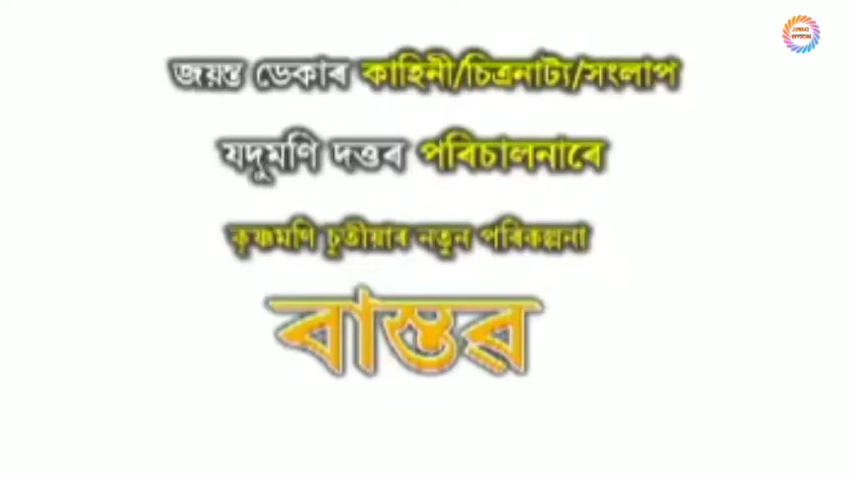 জয়ন্ত ডেকাৰ কাহিনী/চিত্ৰনাট্য/সংলাপ
যদুমণি দত্তৰ পৰিচালনাৰে
কৃষ্ণমণি চুতীয়াৰ নতুন পৰিকল্পনা
বাস্তৱ